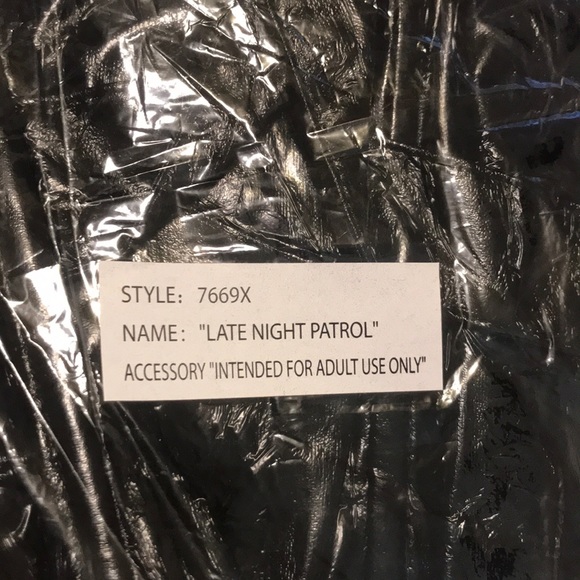 STYLE: 7669X
NAME: "LATE NIGHT PATROL"
ACCESSORY "INTENDED FOR ADULT USE ONLY"